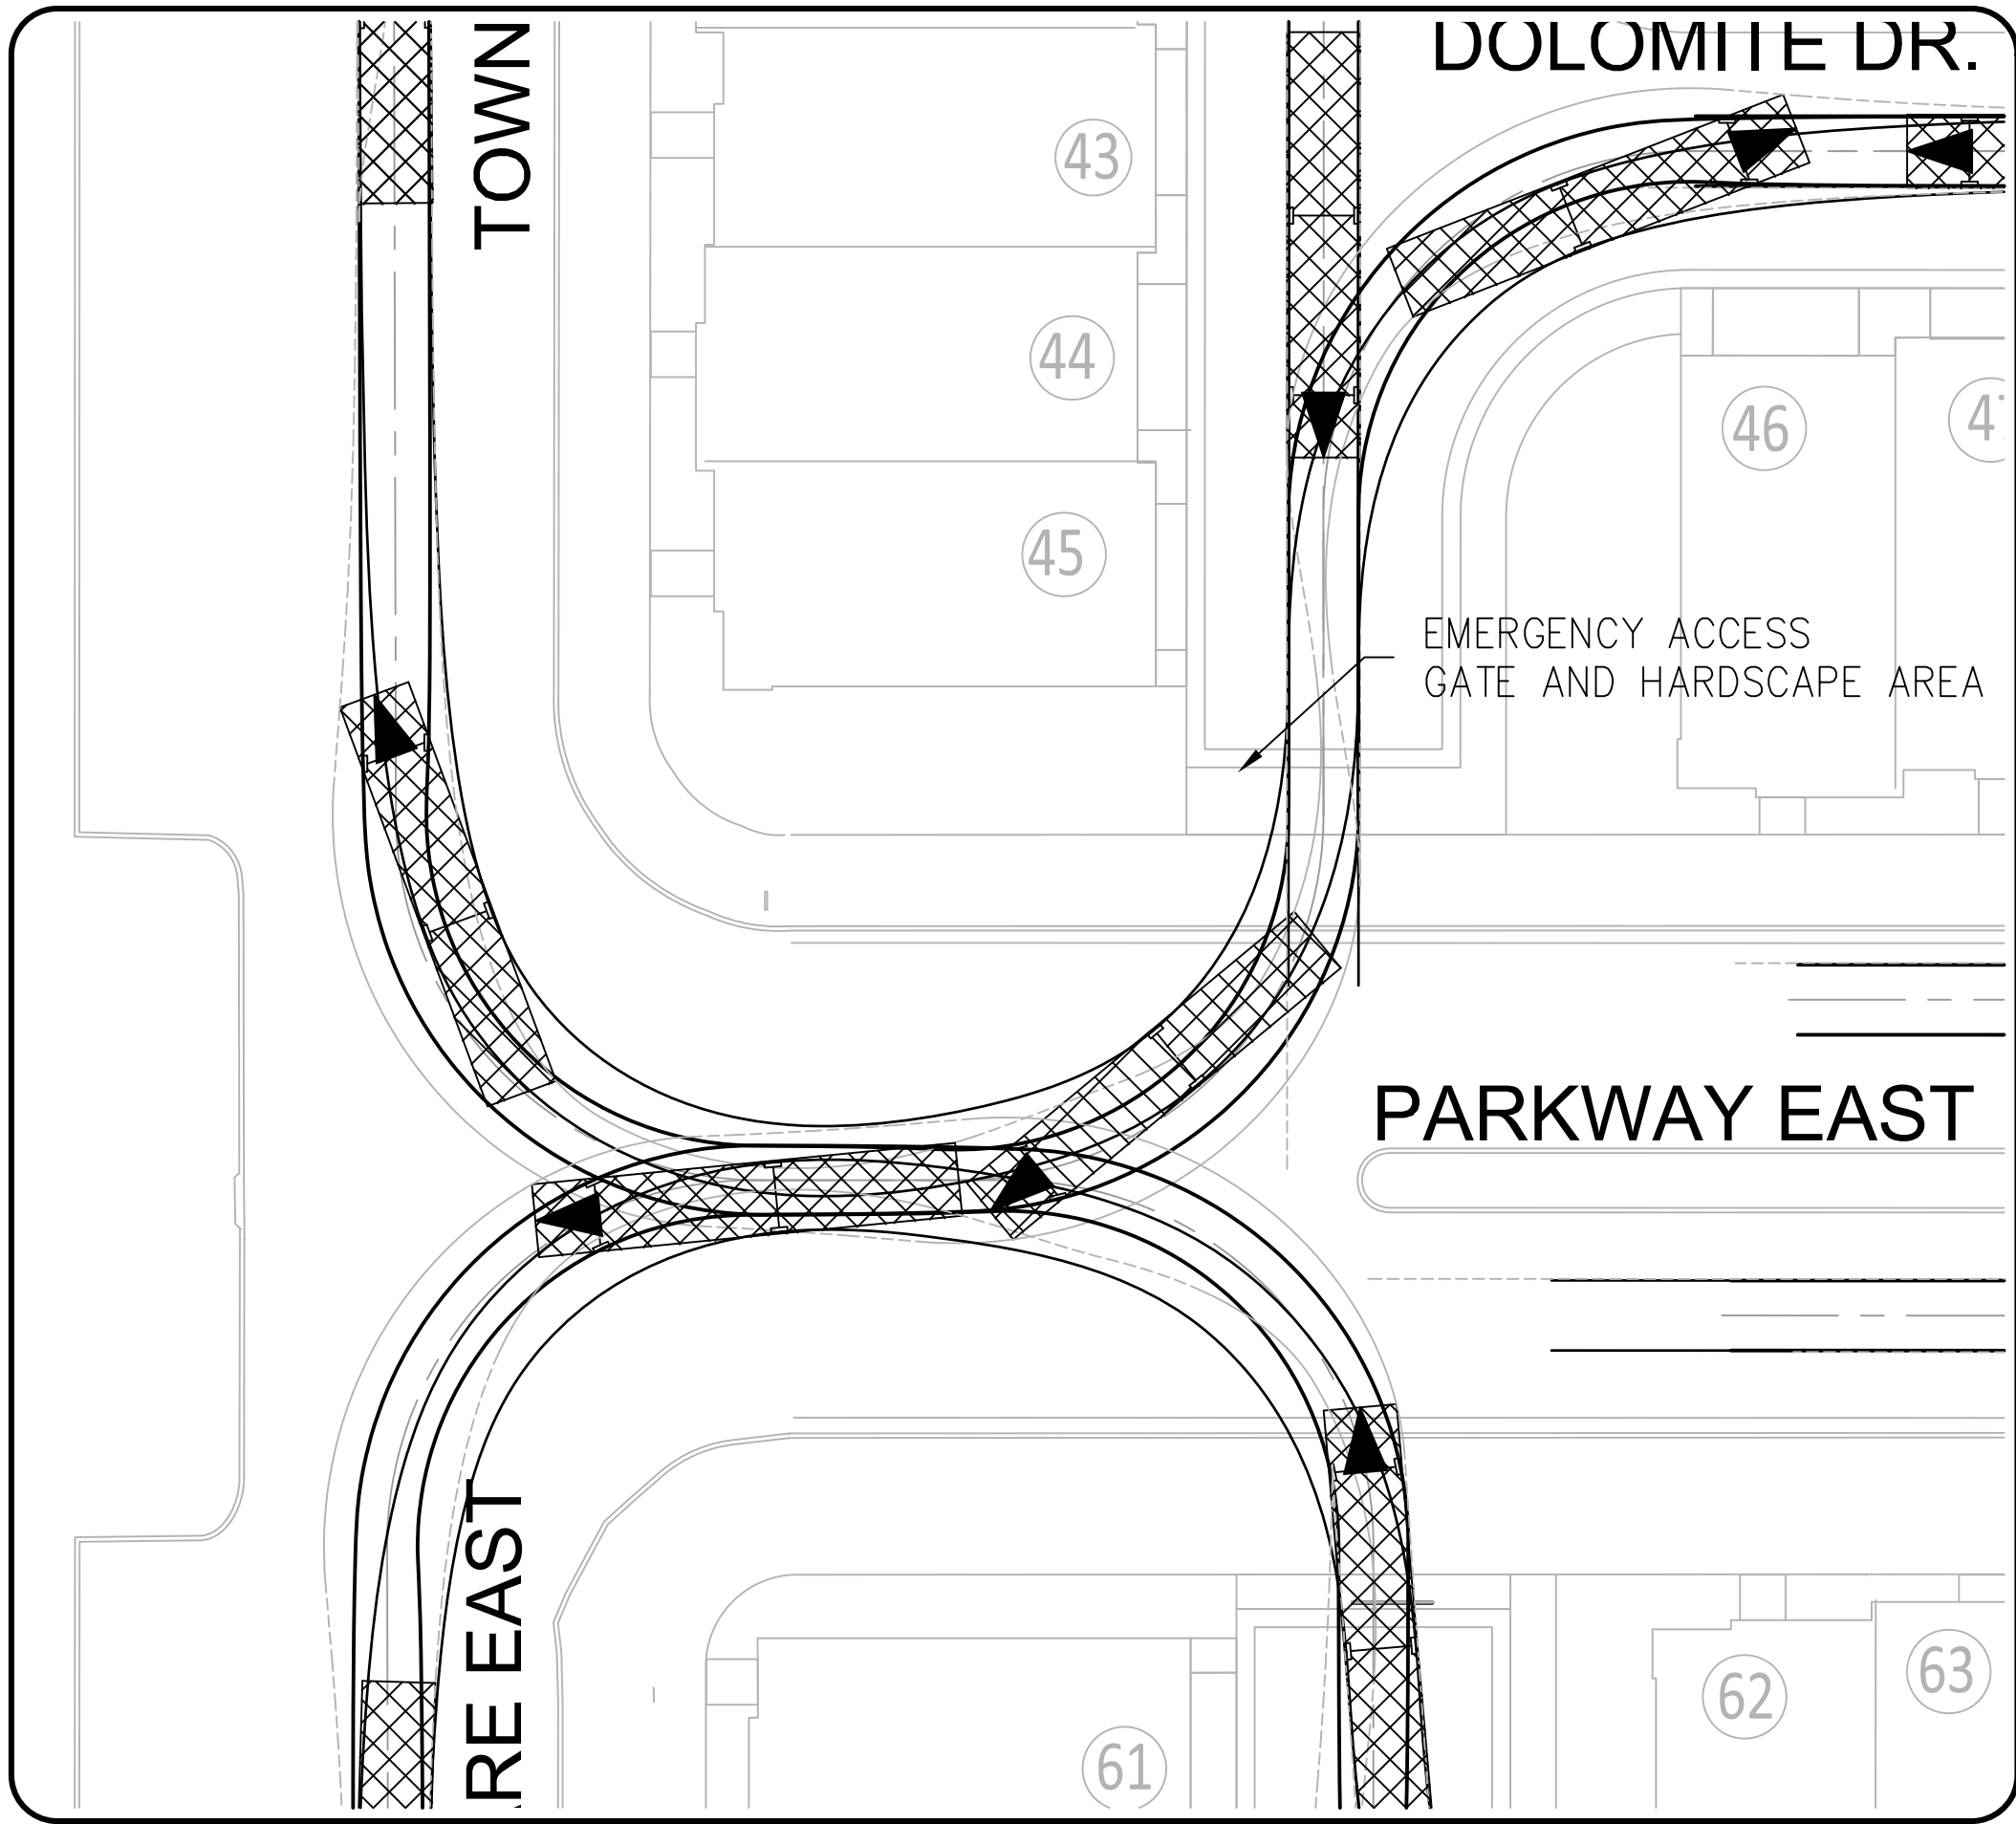 TOWN
DOLOMITE DR.
43
44
45
46
EMERGENCY ACCESS
GATE AND HARDSCAPE AREA
PARKWAY EAST
RE EAST
61
62
63